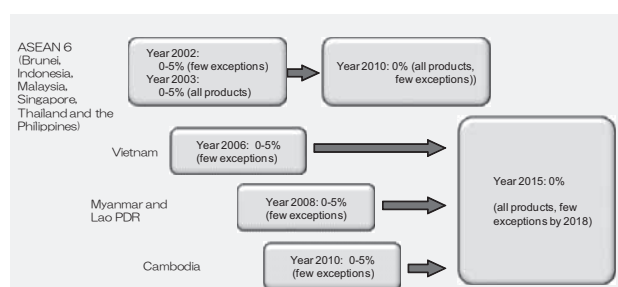 ASEAN 6
(Brunei,
Indonesia,
Malaysia,
Singapore,
Thailand and the
Philippines)
Year 2002:
0-5% (few exceptions)
Year 2003:
0-5% (all products)
Year 2010: 0% (all products,
few exceptions))
Vietnam
Year 2006: 0-5%
(few exceptions)
Myanmar and
Lao PDR
Year 2008: 0-5%
(few exceptions)
Cambodia
Year 2010: 0-5%
(few exceptions)
Year 2015: 0%
(all products, few
exceptions by 2018)